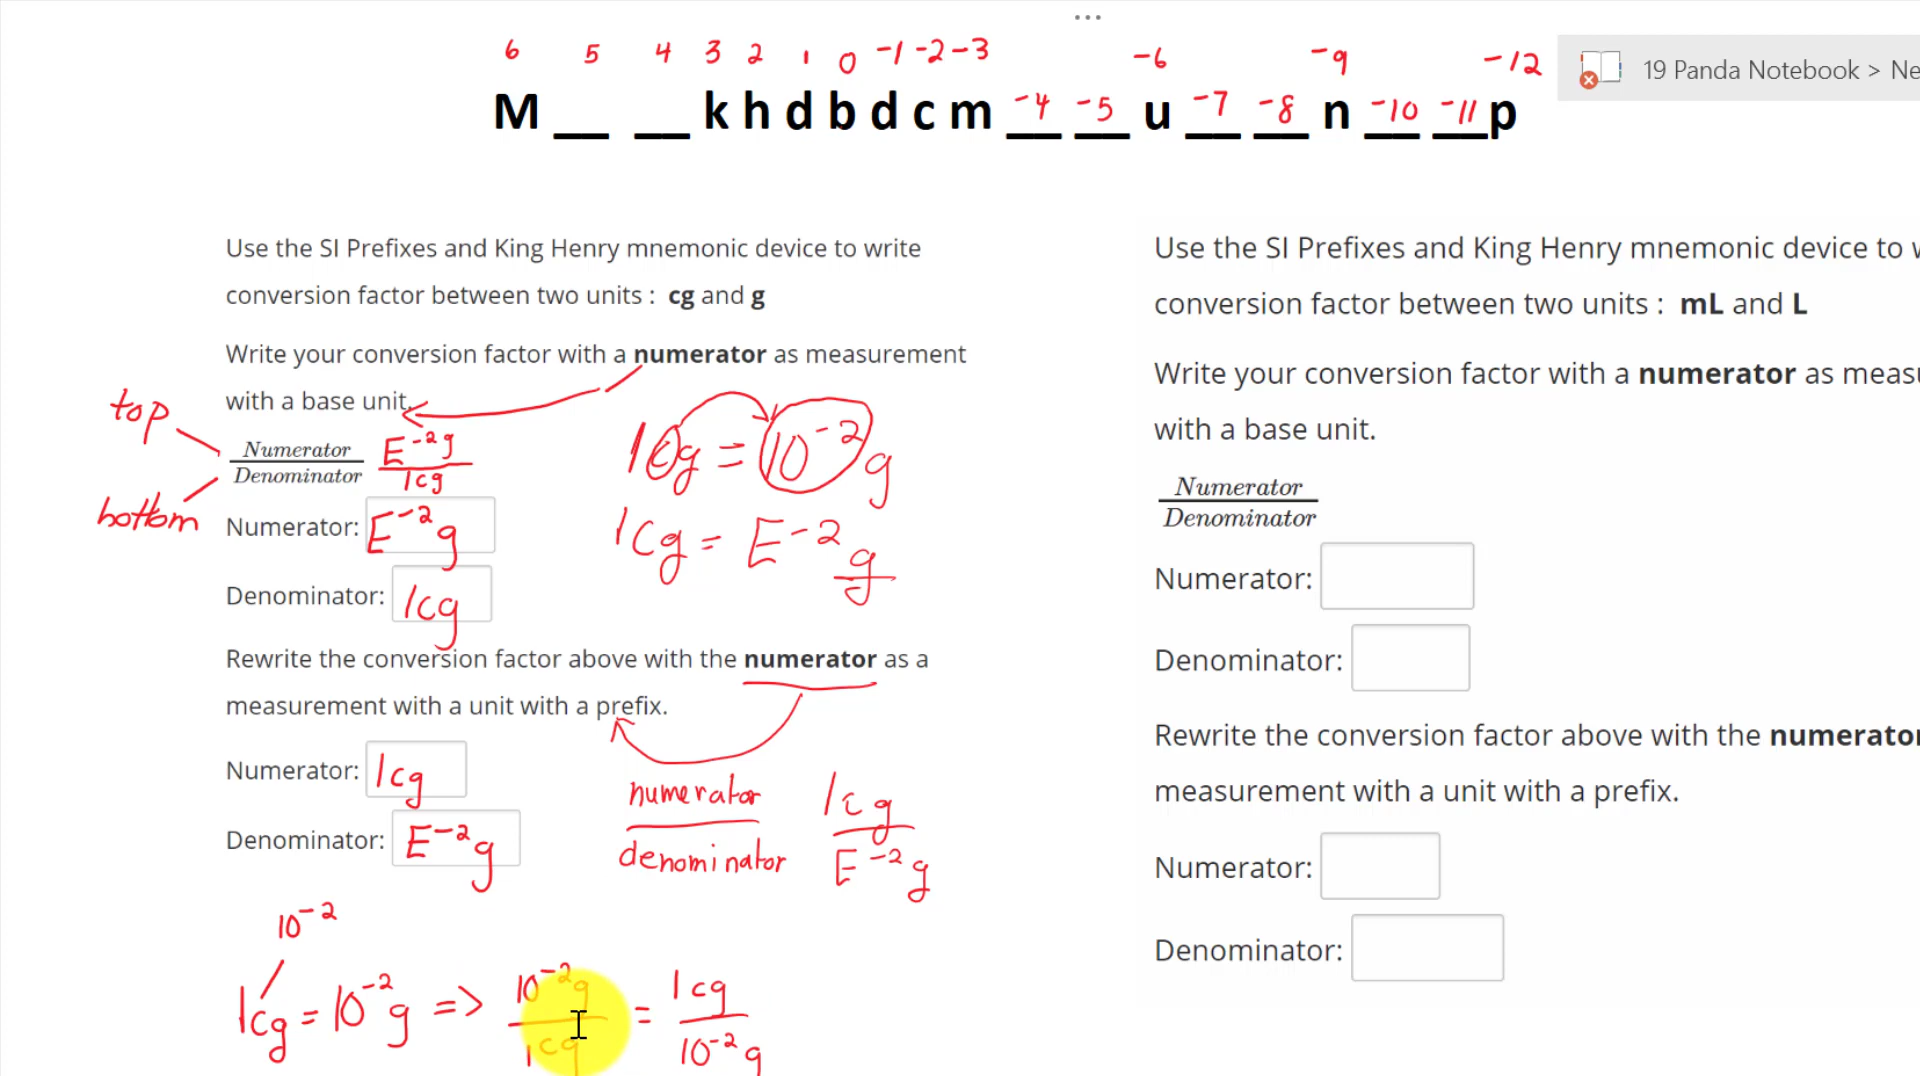 ...
6 5 4 3 2 1 0 -1 -2 -3 -6 -9 -12
M __ __ k h d b d c m -4 -5 u -7 -8 n -10 -11 p
19 Panda Notebook > Ne
Use the SI Prefixes and King Henry mnemonic device to write
conversion factor between two units : cg and g
Write your conversion factor with a numerator as measurement
with a base unit.
top
bottom
Numerator
Denominator
E⁻²g
1cg
Numerator: E⁻²g
Denominator: 1cg
1cg = 10⁻²g
1cg = E⁻²g
Rewrite the conversion factor above with the numerator as a
measurement with a unit with a prefix.
Numerator: 1cg
Denominator: E⁻²g
numerator
denominator
1cg
E⁻²g
10⁻²
1cg = 10⁻²g => 10⁻²g / 1cg = 1cg / 10⁻²g
Use the SI Prefixes and King Henry mnemonic device to
conversion factor between two units : mL and L
Write your conversion factor with a numerator as
with a base unit.
Numerator
Denominator
Numerator:
Denominator:
Rewrite the conversion factor above with the
measurement with a unit with a prefix.
Numerator:
Denominator: